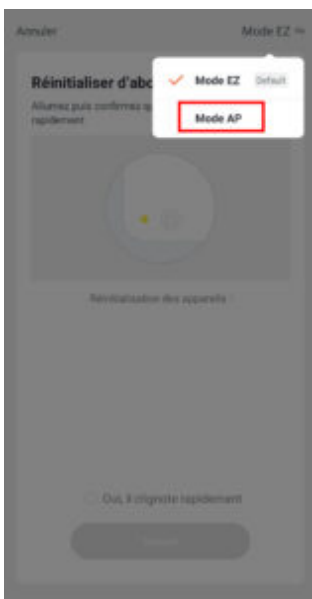 Annuler
Mode EZ
Réinitialiser d'abo
Mode EZ Default
Allumez puis confirmez q
rapidement
Mode AP
Réinitialisation des appareils
Oui, il clignote rapidement